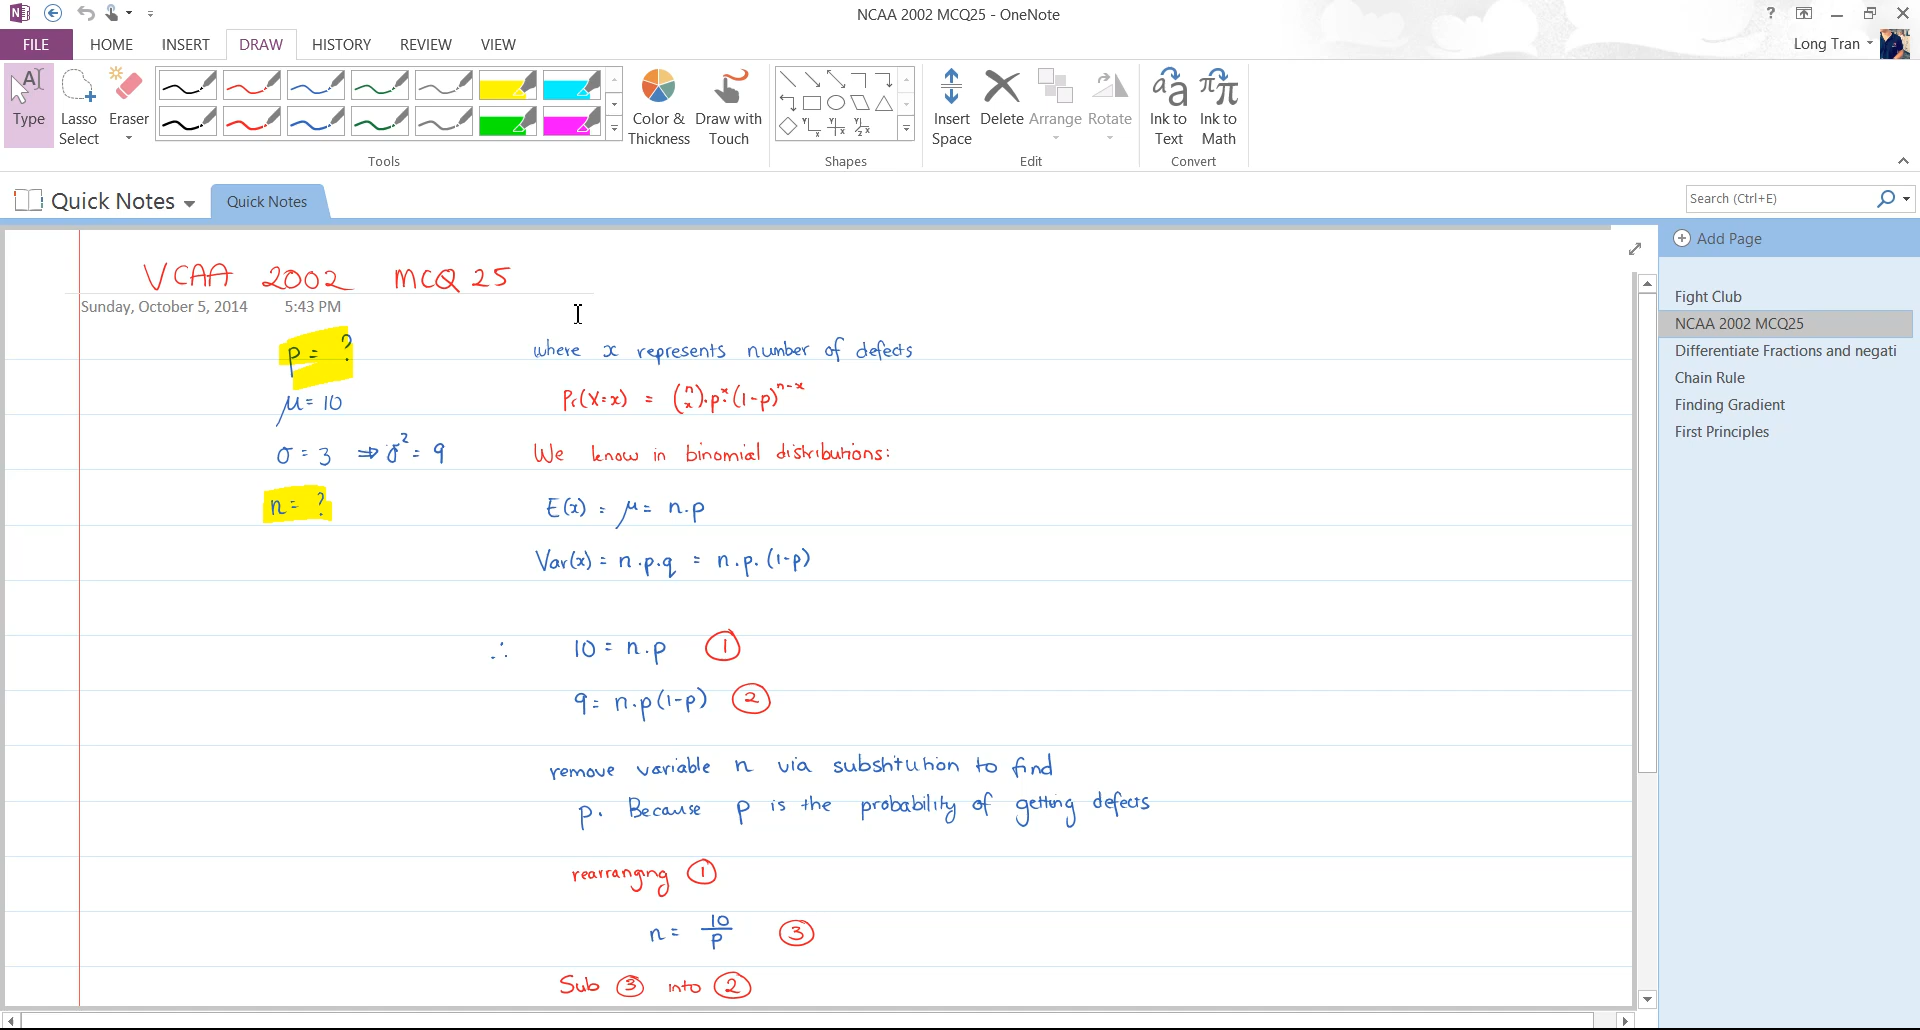 NCAA 2002 MCQ25 - OneNote
FILE HOME INSERT DRAW HISTORY REVIEW VIEW
Long Tran
Type
Lasso Select
Eraser
Color & Thickness
Draw with Touch
Insert Space
Delete
Arrange
Rotate
Ink to Text
Ink to Math
Tools
Shapes
Edit
Convert
Quick Notes
Quick Notes
Search (Ctrl+E)
Add Page
Fight Club
NCAA 2002 MCQ25
Differentiate Fractions and negati
Chain Rule
Finding Gradient
First Principles
VCAA 2002 MCQ 25
Sunday, October 5, 2014 5:43 PM
p = ?
μ = 10
σ = 3 ⇒ σ² = 9
n = ?
where x represents number of defects
Pr(X=x) = (n x).p^x.(1-p)^n-x
We know in binomial distributions:
E(x) = μ = n.p
Var(x) = n.p.q = n.p.(1-p)
∴ 10 = n.p ①
9 = n.p(1-p) ②
remove variable n via substitution to find
p. Because p is the probability of getting defects
rearranging ①
n = 10/p ③
Sub ③ into ②